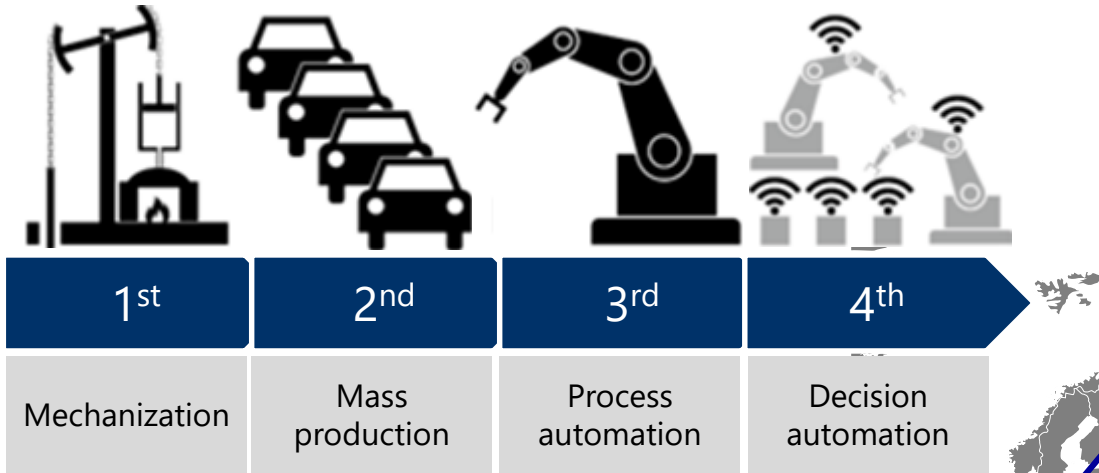 1st
2nd
3rd
4th
Mechanization
Mass
production
Process
automation
Decision
automation